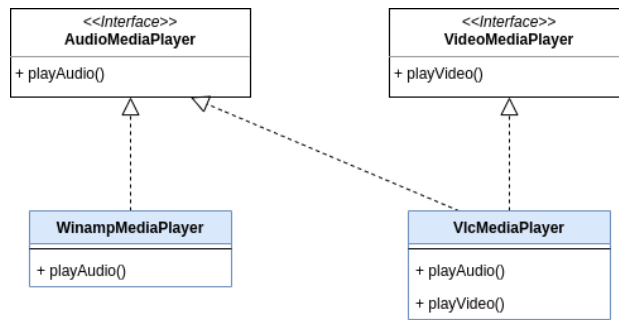 <<Interface>>
AudioMediaPlayer
+ playAudio()
<<Interface>>
VideoMediaPlayer
+ playVideo()
WinampMediaPlayer
+ playAudio()
VlcMediaPlayer
+ playAudio()
+ playVideo()